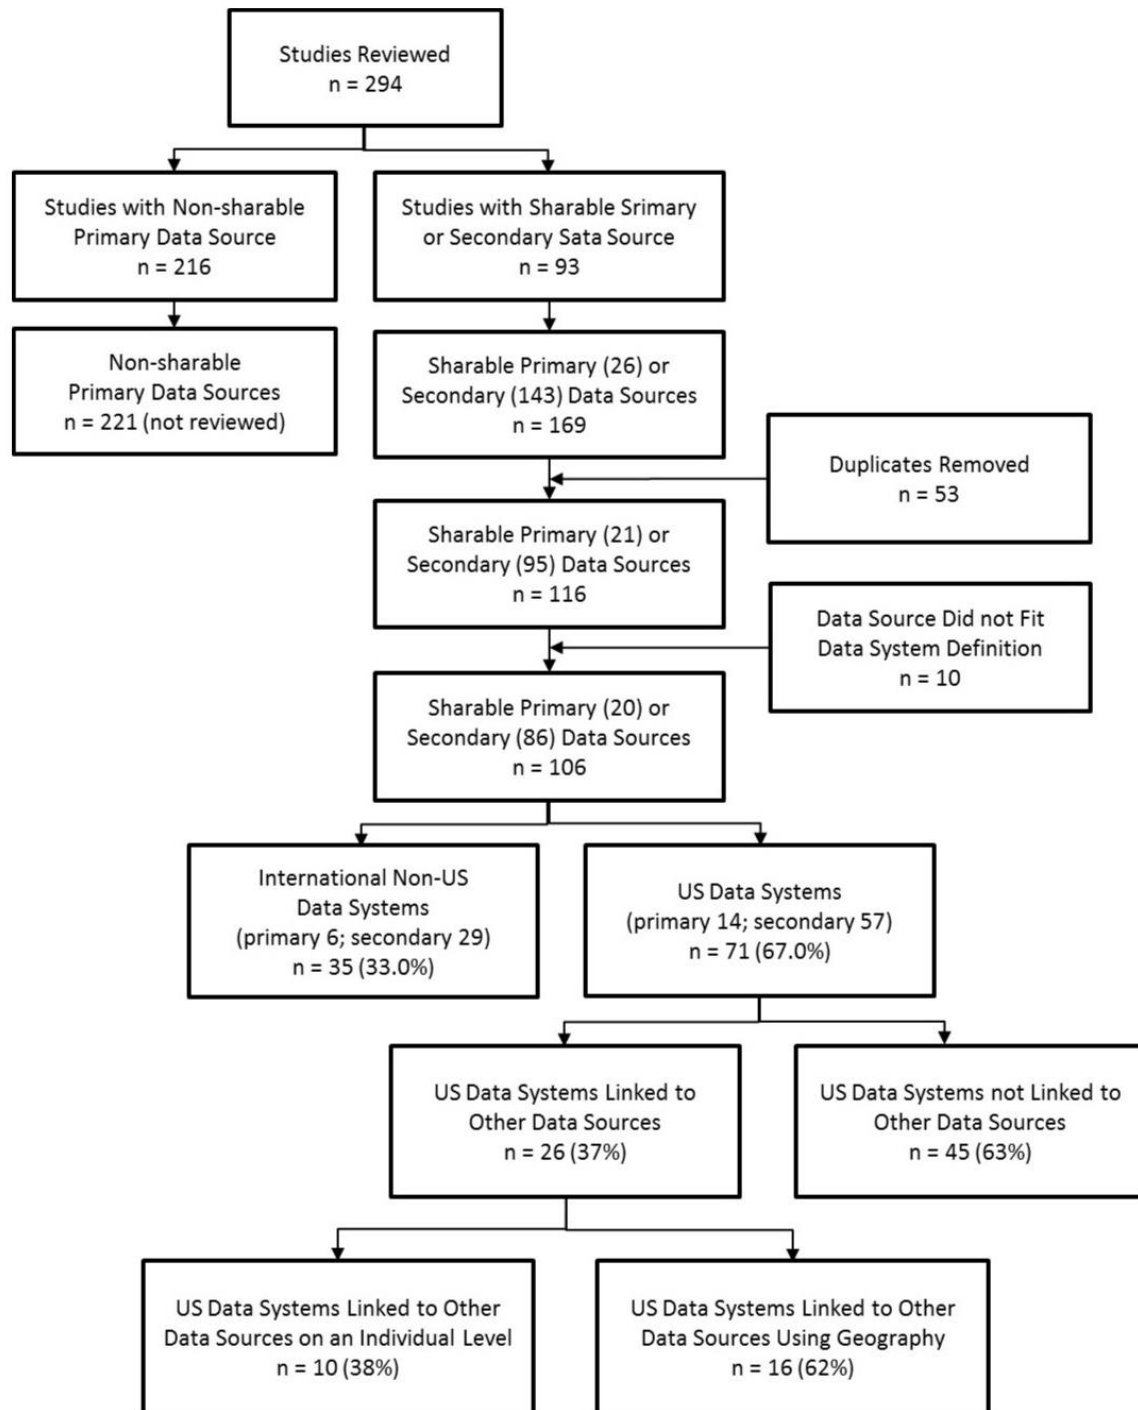 Studies Reviewed
n = 294
Studies with Non-sharable
Primary Data Source
n = 216
Studies with Sharable Srimary
or Secondary Sata Source
n = 93
Non-sharable
Primary Data Sources
n = 221 (not reviewed)
Sharable Primary (26) or
Secondary (143) Data Sources
n = 169
Duplicates Removed
n = 53
Sharable Primary (21) or
Secondary (95) Data Sources
n = 116
Data Source Did not Fit
Data System Definition
n = 10
Sharable Primary (20) or
Secondary (86) Data Sources
n = 106
International Non-US
Data Systems
(primary 6; secondary 29)
n = 35 (33.0%)
US Data Systems
(primary 14; secondary 57)
n = 71 (67.0%)
US Data Systems Linked to
Other Data Sources
n = 26 (37%)
US Data Systems not Linked to
Other Data Sources
n = 45 (63%)
US Data Systems Linked to Other
Data Sources on an Individual Level
n = 10 (38%)
US Data Systems Linked to Other
Data Sources Using Geography
n = 16 (62%)